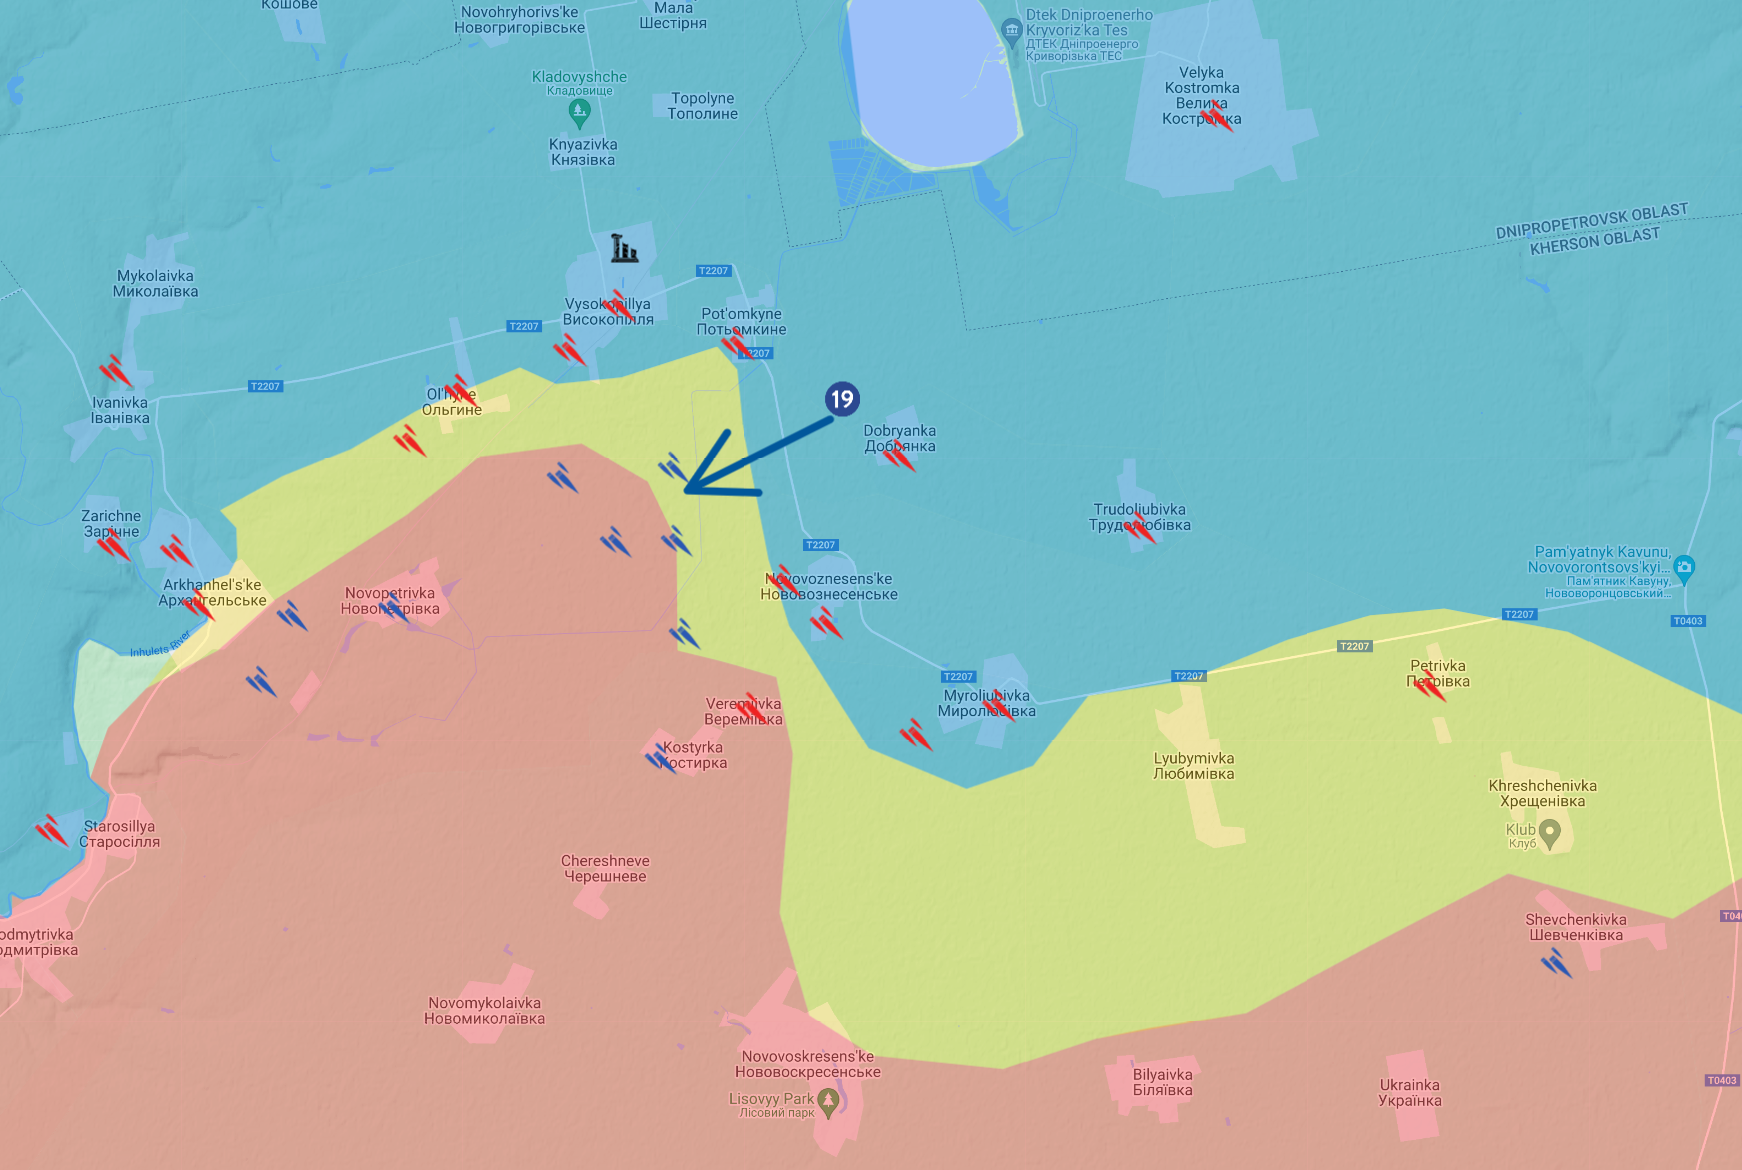 Кошове
Novohryhorivs'ke
Новогригорівське
Мала
Шестірня
Dtek Dniproenerho
Kryvoriz'ka Tes
ДТЕК Дніпроенерго
Криворізька ТЕС
Kladovyshche
Кладовище
Topolyne
Тополине
Velyka
Kostromka
Велика
Костромка
Knyazivka
Князівка
DNIPROPETROVSK OBLAST
KHERSON OBLAST
Mykolaivka
Миколаївка
T2207
Vysokopillya
Високопілля
Pot'omkyne
Потьомкине
T2207
T2207
T2207
Ivanivka
Іванівка
Ol'hyne
Ольгине
19
Dobryanka
Добрянка
Zarichne
Зарічне
Trudoliubivka
Трудолюбівка
T2207
Pam'yatnyk Kavunu,
Novovorontsovs'kyi...
Пам'ятник Кавуну,
Нововоронцовський...
Arkhanhel's'ke
Архангельське
Novopetrivka
Новопетрівка
Novovoznesens'ke
Нововознесенське
T2207
T0403
Inhulets River
T2207
Petrivka
Петрівка
T2207
T2207
Myroliubivka
Миролюбівка
Veremiivka
Вереміївка
Kostyrka
Костирка
Lyubymivka
Любимівка
Khreshchenivka
Хрещенівка
Klub
Клуб
Starosillya
Старосілля
Chereshneve
Черешневе
odmytrivka
одмитрівка
Shevchenkivka
Шевченківка
T04
Novomykolaivka
Новомиколаївка
Novovoskresens'ke
Нововоскресенське
Bilyaivka
Біляївка
Ukrainka
Українка
T0403
Lisovyy Park
Лісовий парк